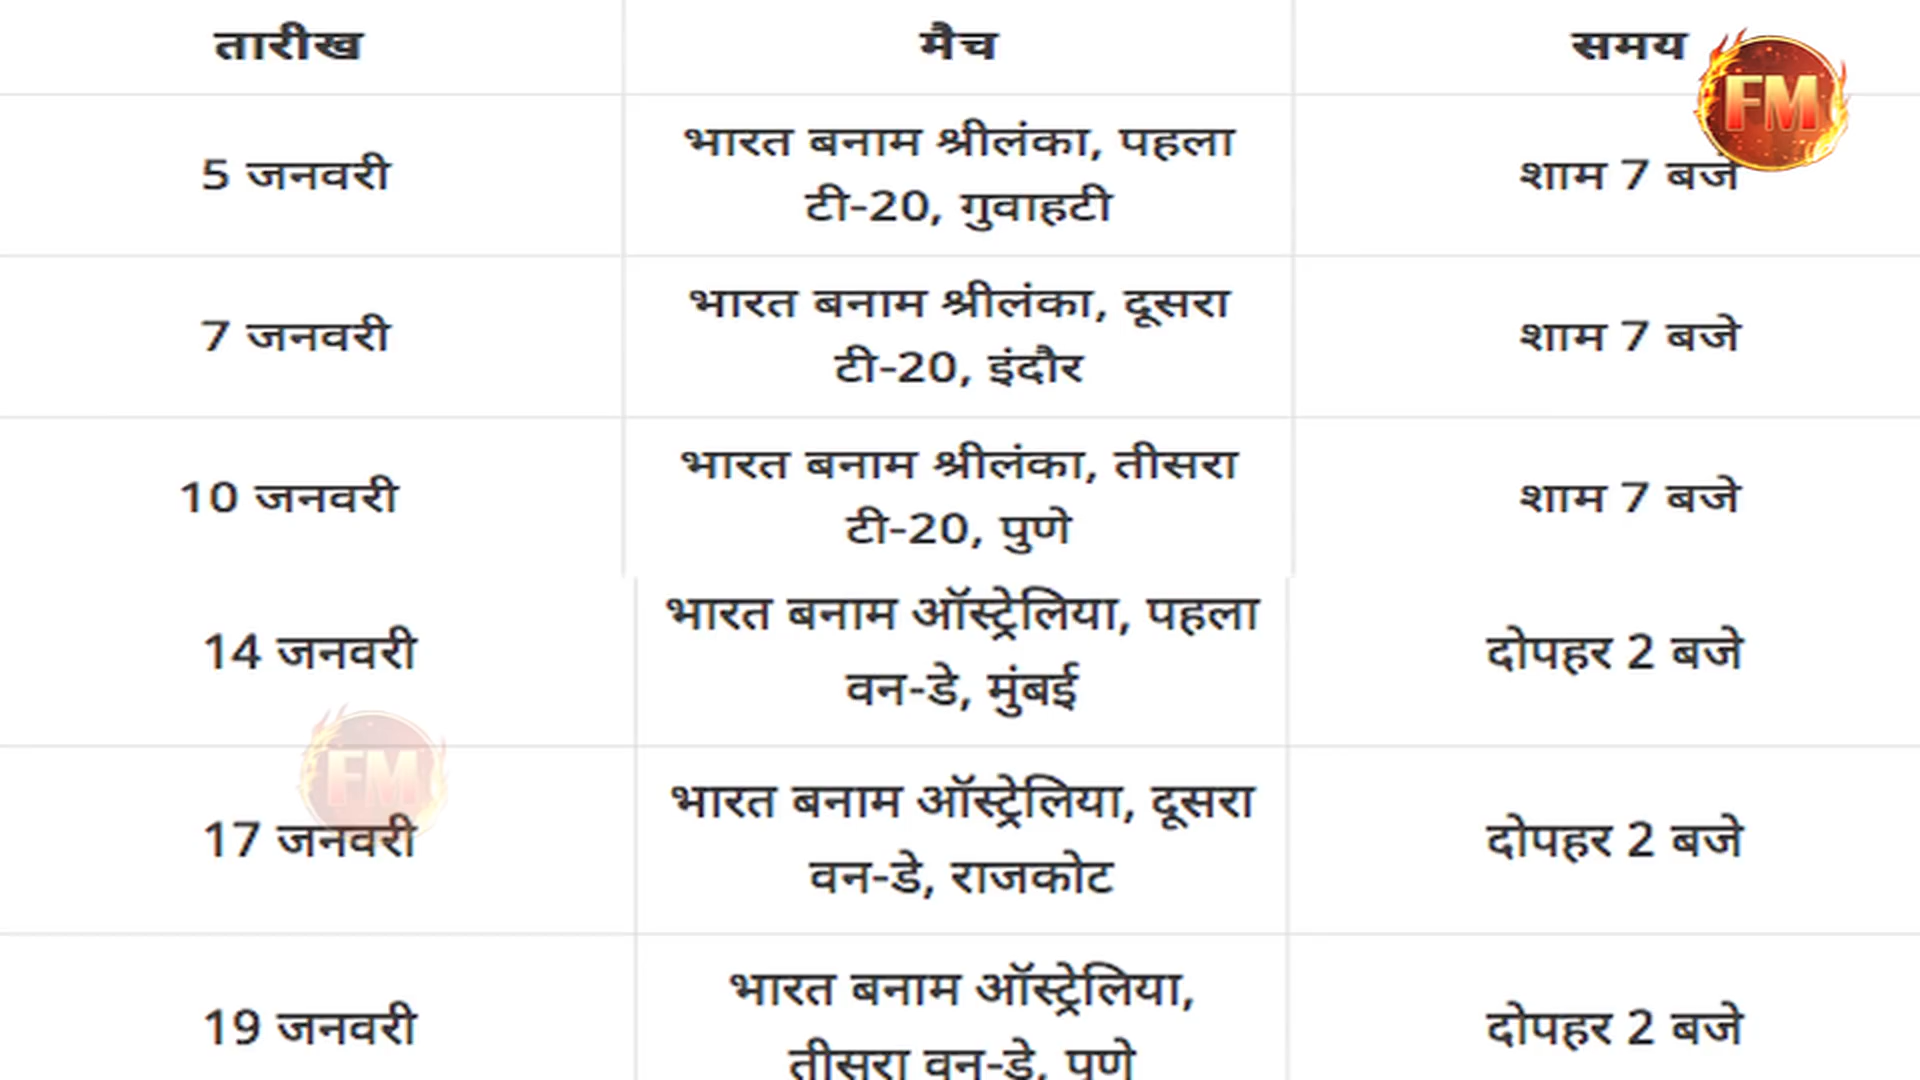 तारीख मैच समय
FM
5 जनवरी
भारत बनाम श्रीलंका, पहला
टी-20, गुवाहटी
शाम 7 बजे
7 जनवरी
भारत बनाम श्रीलंका, दूसरा
टी-20, इंदौर
शाम 7 बजे
10 जनवरी
भारत बनाम श्रीलंका, तीसरा
टी-20, पुणे
शाम 7 बजे
14 जनवरी
भारत बनाम ऑस्ट्रेलिया, पहला
वन-डे, मुंबई
दोपहर 2 बजे
FM
17 जनवरी
भारत बनाम ऑस्ट्रेलिया, दूसरा
वन-डे, राजकोट
दोपहर 2 बजे
19 जनवरी
भारत बनाम ऑस्ट्रेलिया,
तीसरा वन-डे, पुणे
दोपहर 2 बजे